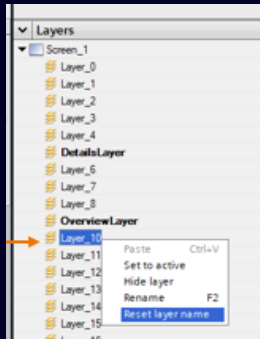 Layers
Screen_1
Layer_0
Layer_1
Layer_2
Layer_3
Layer_4
DetailsLayer
Layer_6
Layer_7
Layer_8
OverviewLayer
Layer_10
Layer_11
Layer_12
Layer_13
Layer_14
Layer_15
Paste Ctrl+V
Set to active
Hide layer
Rename F2
Reset layer name